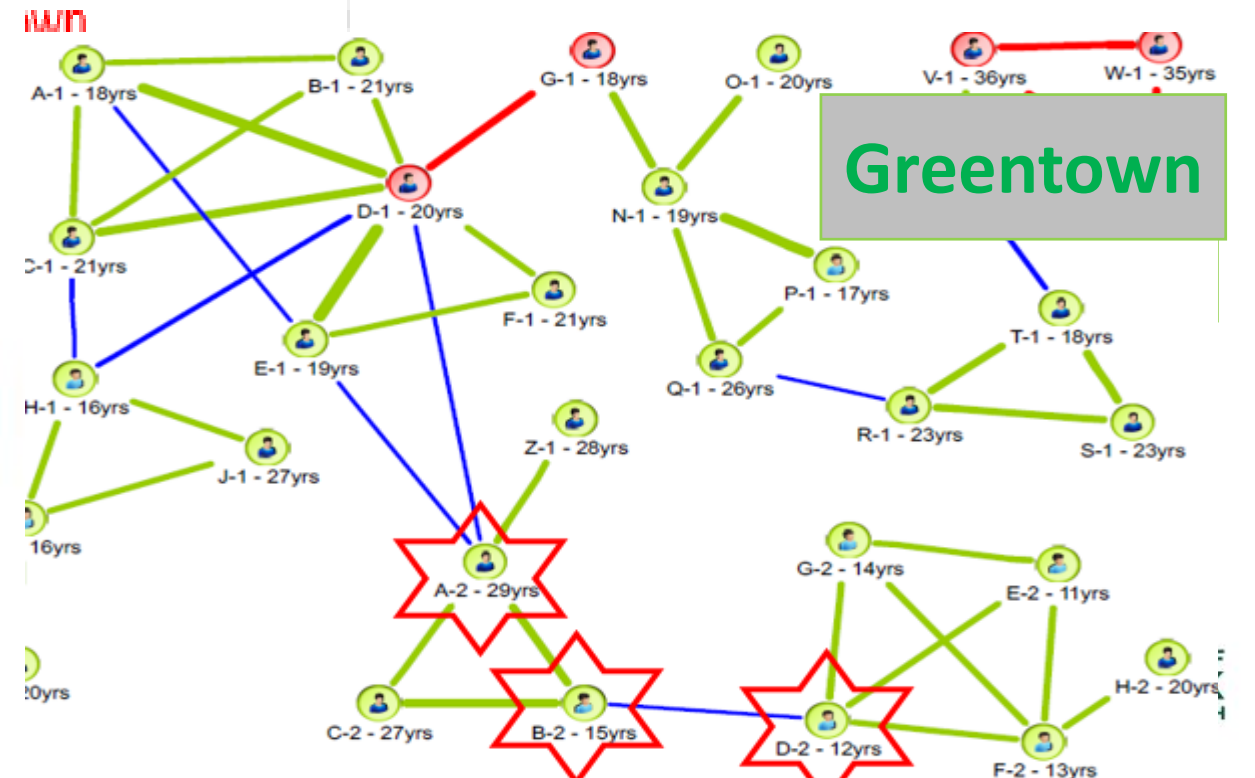 G-1 - 18yrs
O-1 - 20yrs
V-1 - 36yrs
W-1 - 35yrs
A-1 - 18yrs
B-1 - 21yrs
Greentown
D-1 - 20yrs
N-1 - 19yrs
C-1 - 21yrs
P-1 - 17yrs
F-1 - 21yrs
T-1 - 18yrs
E-1 - 19yrs
Q-1 - 26yrs
H-1 - 16yrs
R-1 - 23yrs
Z-1 - 28yrs
S-1 - 23yrs
J-1 - 27yrs
16yrs
G-2 - 14yrs
A-2 - 29yrs
E-2 - 11yrs
H-2 - 20yrs
C-2 - 27yrs
B-2 - 15yrs
D-2 - 12yrs
F-2 - 13yrs